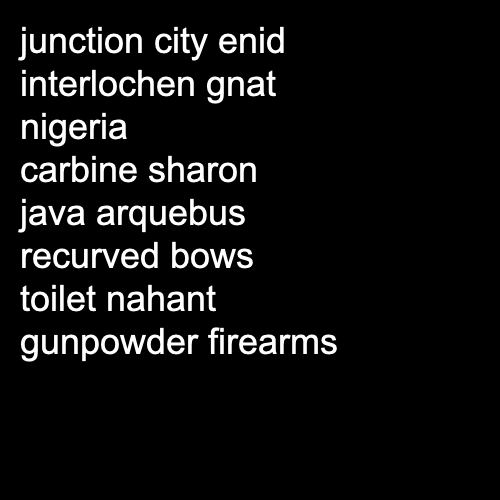 junction city enid
interlochen gnat
nigeria
carbine sharon
java arquebus
recurved bows
toilet nahant
gunpowder firearms